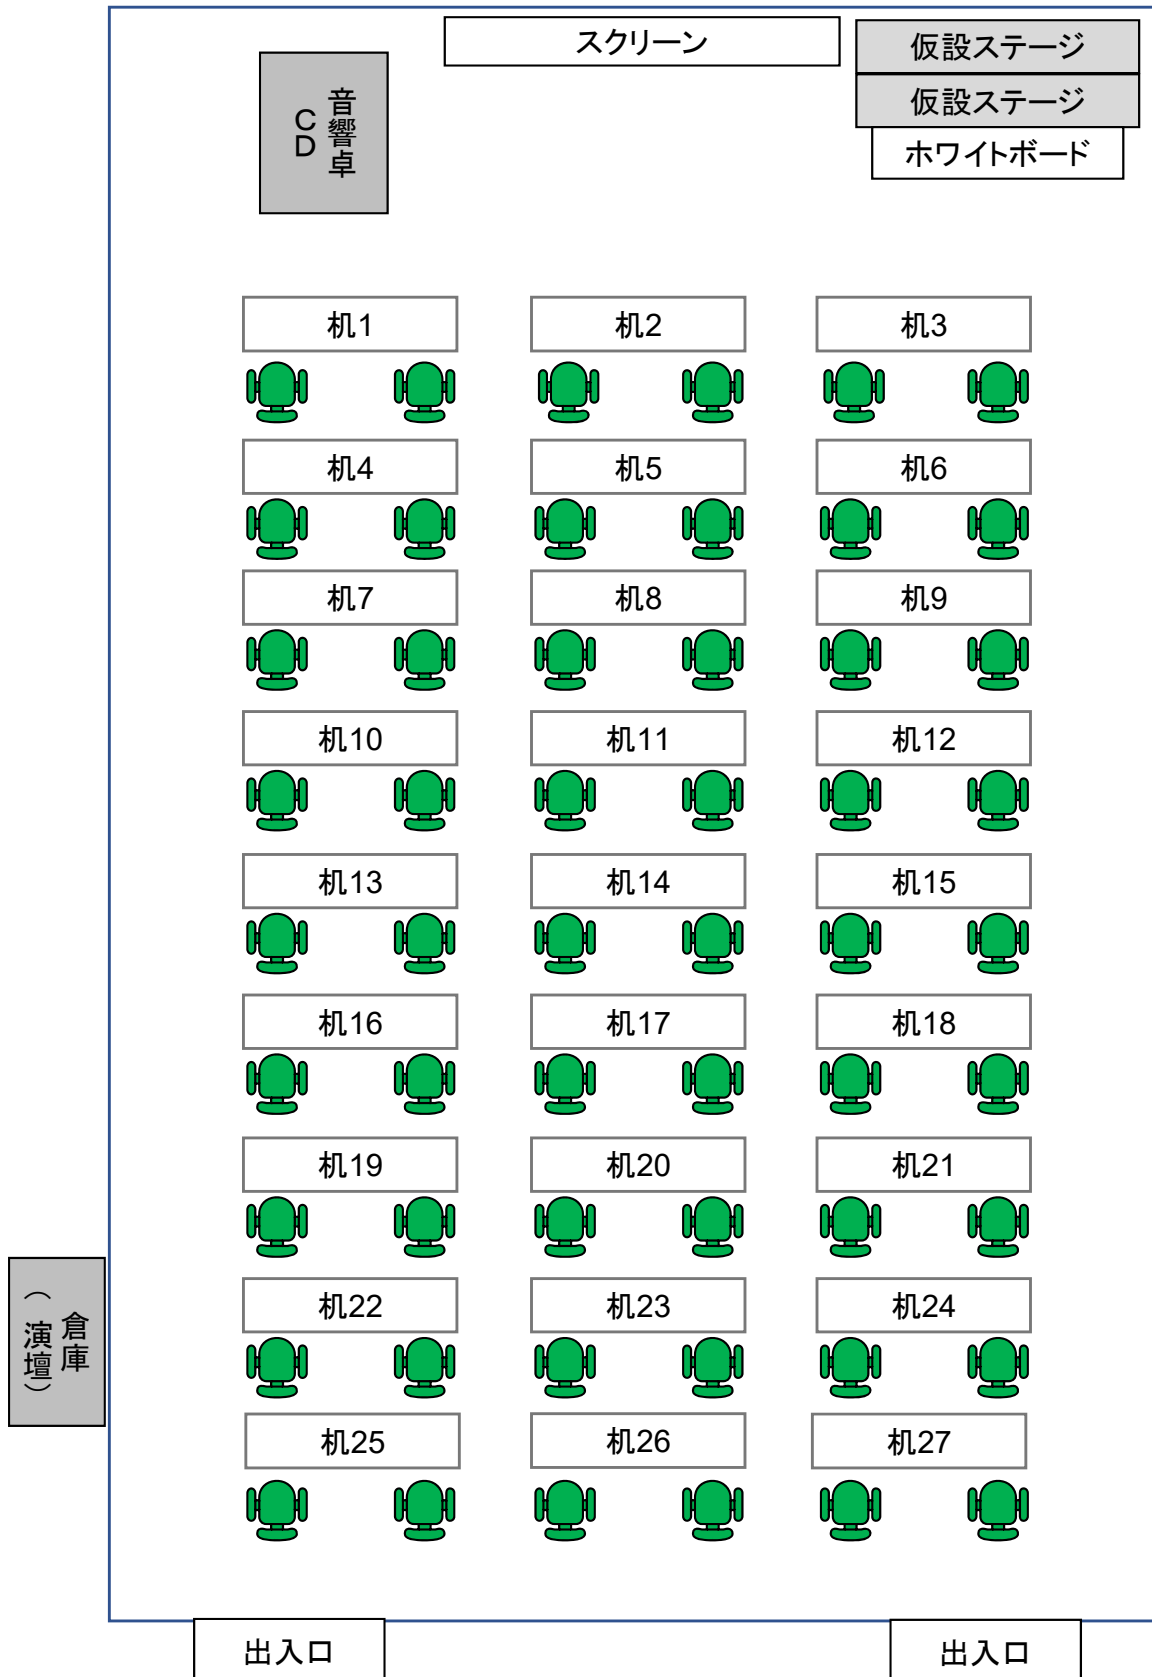 スクリーン
仮設ステージ
仮設ステージ
ホワイトボード
音響卓
CD
机1
机2
机3
机4
机5
机6
机7
机8
机9
机10
机11
机12
机13
机14
机15
机16
机17
机18
机19
机20
机21
机22
机23
机24
倉庫
（演壇）
机25
机26
机27
出入口
出入口